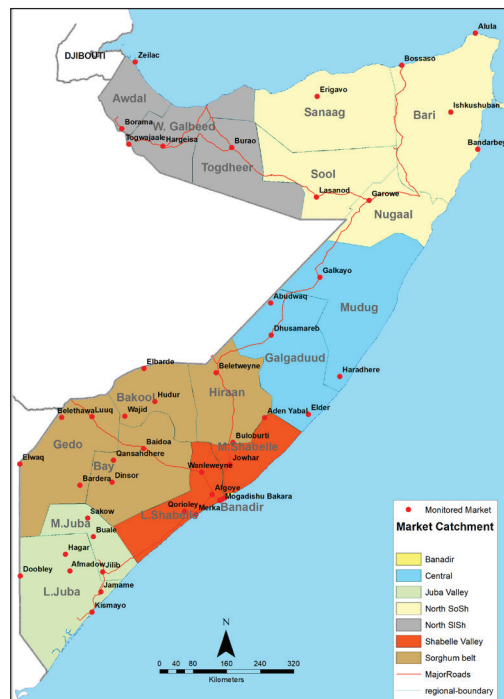 Alula
DJIBOUTI
Zeilac
Bossaso
Awdal
Erigavo
Sanaag
Bari
Ishkushuban
Borama
W. Galbeed
Togwajaale
Hargeisa
Burao
Bandarbeyla
Togdheer
Sool
Lasanod
Garowe
Nugaal
Galkayo
Abudwaq
Mudug
Dhusamareb
Galgaduud
Elbarde
Beletweyne
Haradhere
Bakool
Hudur
Hiraan
Belethawa
Luuq
Wajid
Aden Yabal
Elder
Gedo
Baidoa
Buloburti
M.Shabelle
Elwaq
Qansahdhere
Bay
Wanleweyne
Jowhar
Bardera
Dinsor
Afgoye
Mogadishu Bakara
Qorioley
Merka
Banadir
L.Shabelle
M.Juba
Sakow
Buale
Hagar
Doobley
Afmadow
Jilib
L.Juba
Jamame
Kismayo
N
0 40 80 160 240 320
Kilometers
Legend
Monitored Market
Market Catchment
Banadir
Central
Juba Valley
North SoSh
North SlSh
Shabelle Valley
Sorghum belt
MajorRoads
regional-boundary